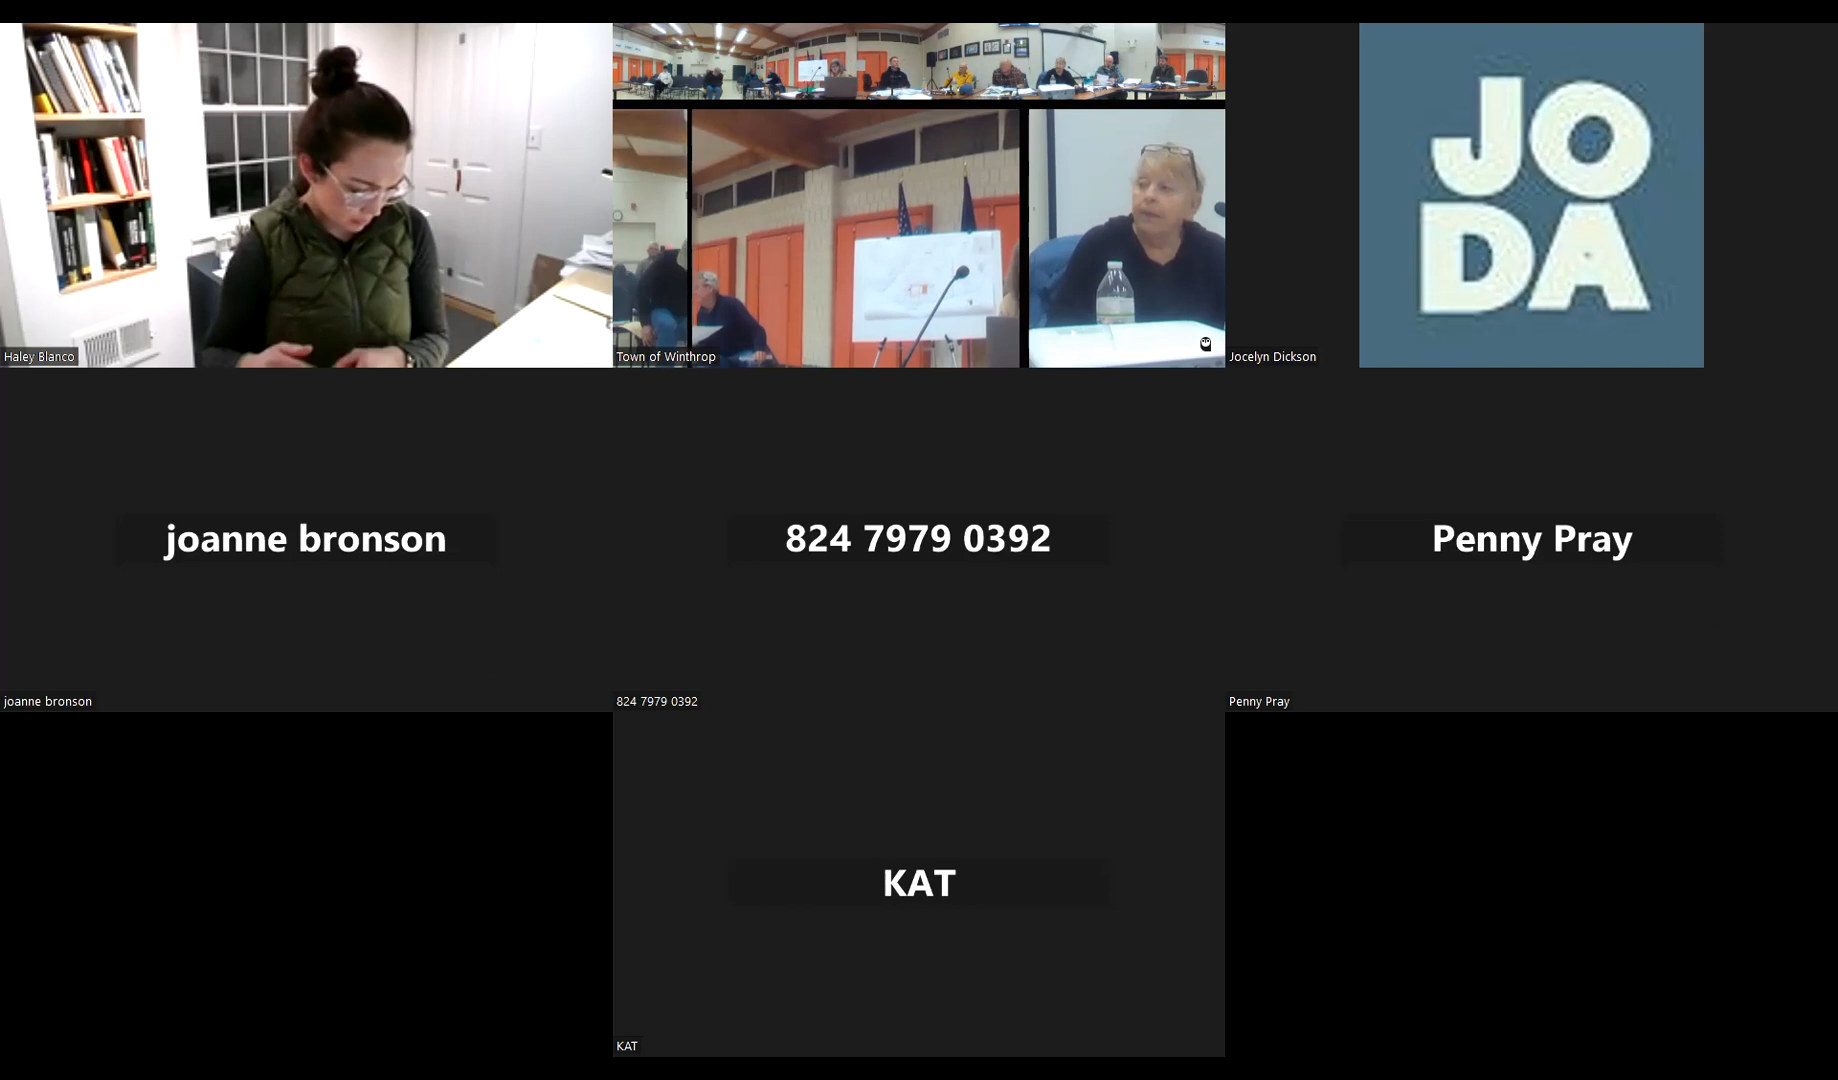 JO
DA
Haley Blanco
Town of Winthrop
Jocelyn Dickson
joanne bronson
824 7979 0392
Penny Pray
joanne bronson
824 7979 0392
Penny Pray
KAT
KAT